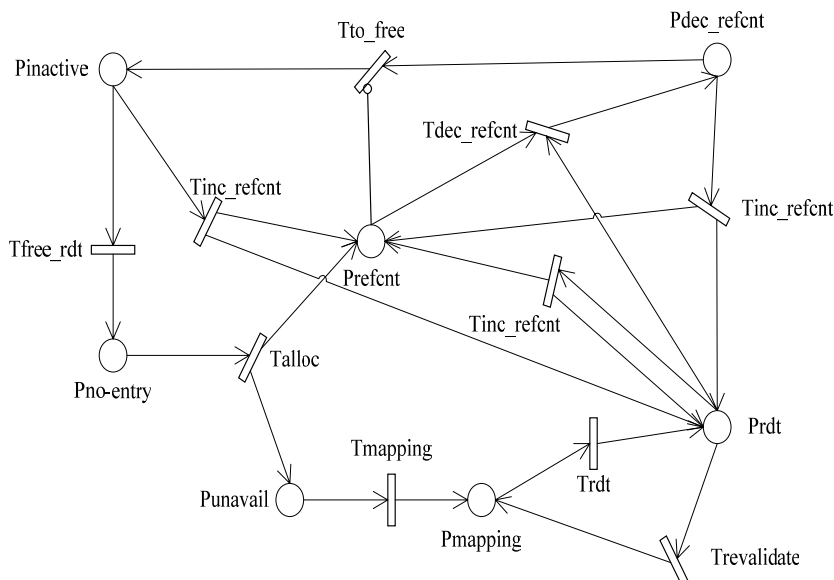 Tto_free
Pdec_refcnt
Pinactive
Tdec_refcnt
Tinc_refcnt
Tinc_refcnt
Tfree_rdt
Prefcnt
Tinc_refcnt
Talloc
Pno-entry
Prdt
Tmapping
Trdt
Punavail
Pmapping
Trevalidate